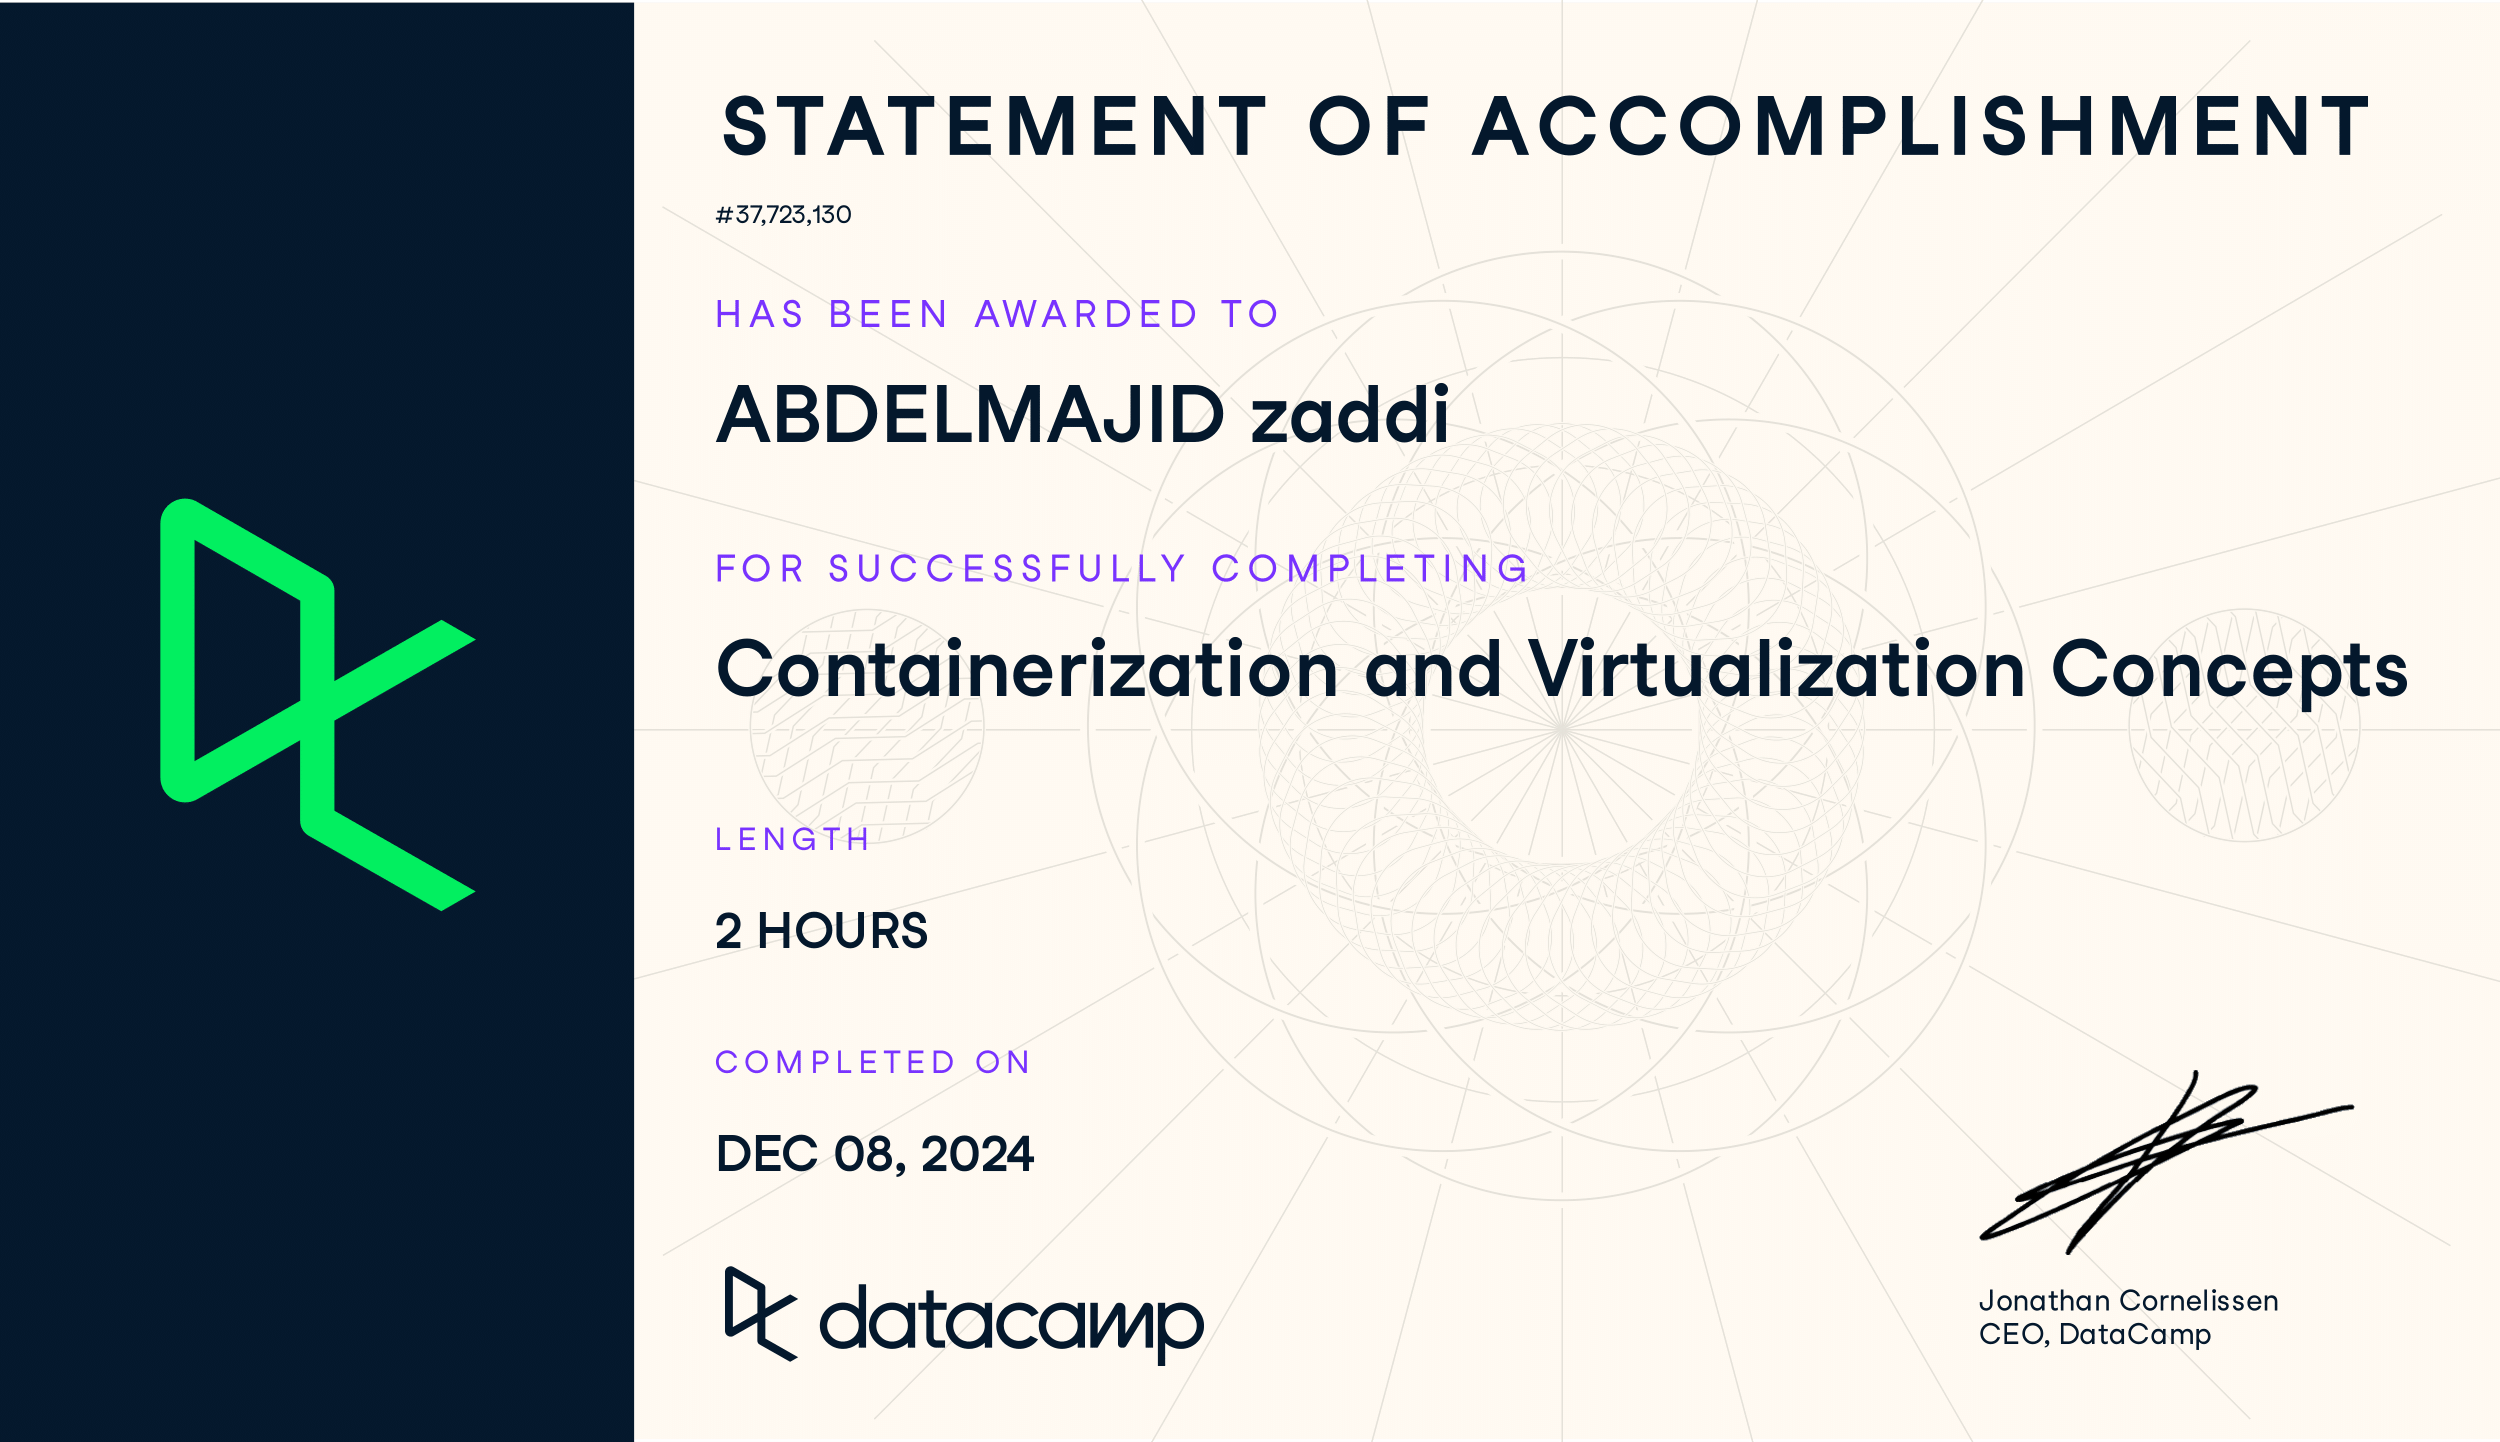 STATEMENT OF ACCOMPLISHMENT
#37,723,130
HAS BEEN AWARDED TO
ABDELMAJID zaddi
FOR SUCCESSFULLY COMPLETING
Containerization and Virtualization Concepts
LENGTH
2 HOURS
COMPLETED ON
DEC 08, 2024
datacamp
Jonathan Cornelissen
CEO, DataCamp